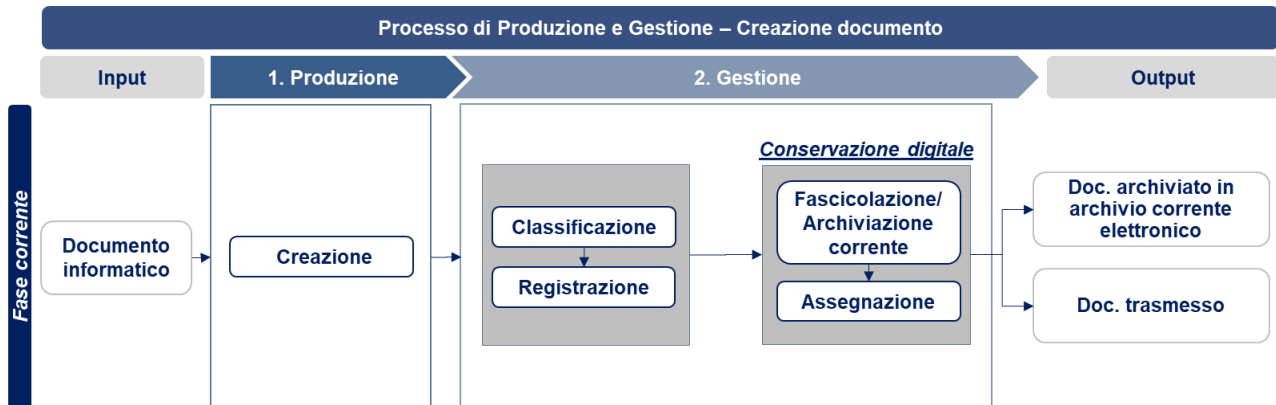 Processo di Produzione e Gestione – Creazione documento
Input
1. Produzione
2. Gestione
Output
Fase corrente
Documento
informatico
Creazione
Classificazione
Registrazione
Conservazione digitale
Fascicolazione/
Archiviazione
corrente
Assegnazione
Doc. archiviato in
archivio corrente
elettronico
Doc. trasmesso